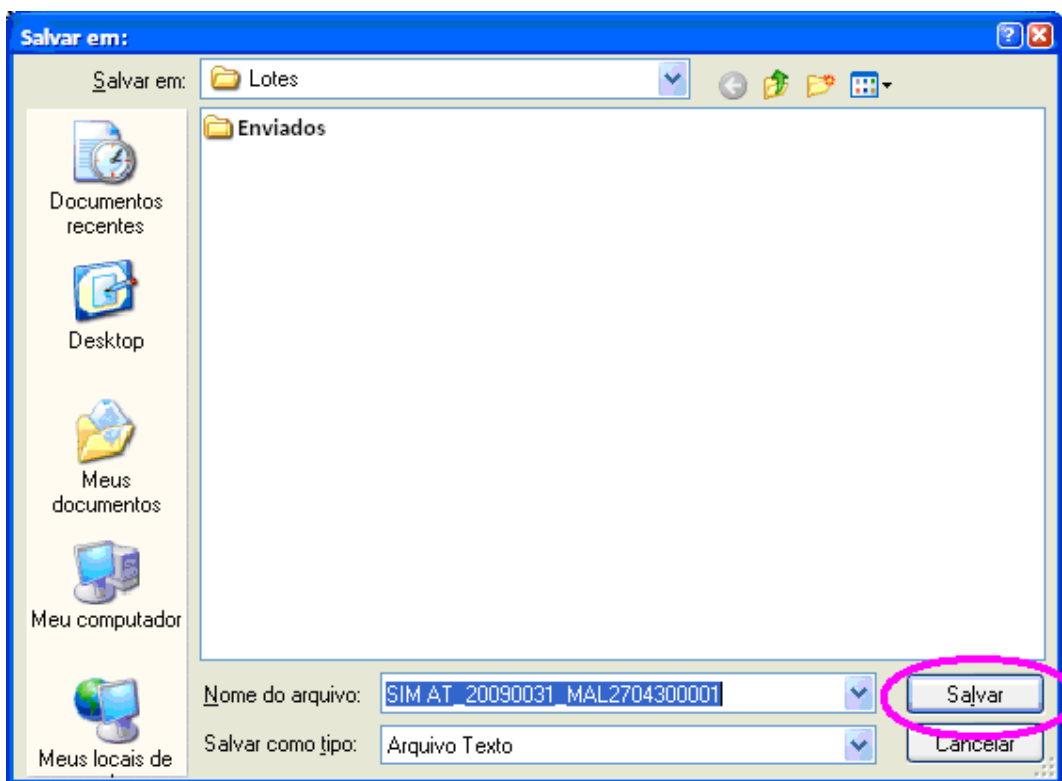 Salvar em:
Salvar em: Lotes
Enviados
Documentos
recentes
Desktop
Meus
documentos
Meu computador
Meus locais de
Nome do arquivo: SIM AT_20090031_MAL2704300001 Salvar
Salvar como tipo: Arquivo Texto Cancelar